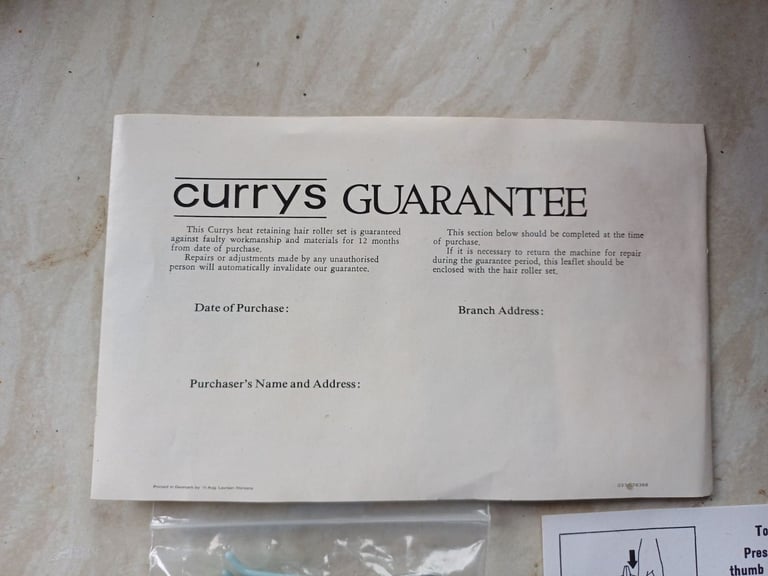 currys GUARANTEE
This Currys heat retaining hair roller set is guaranteed
against faulty workmanship and materials for 12 months
from date of purchase.
Repairs or adjustments made by any unauthorised
person will automatically invalidate our guarantee.
This section below should be completed at the time
of purchase.
If it is necessary to return the machine for repair
during the guarantee period, this leaflet should be
enclosed with the hair roller set.
Date of Purchase:
Branch Address:
Purchaser's Name and Address:
Printed in Denmark by
To
Pres
thumb